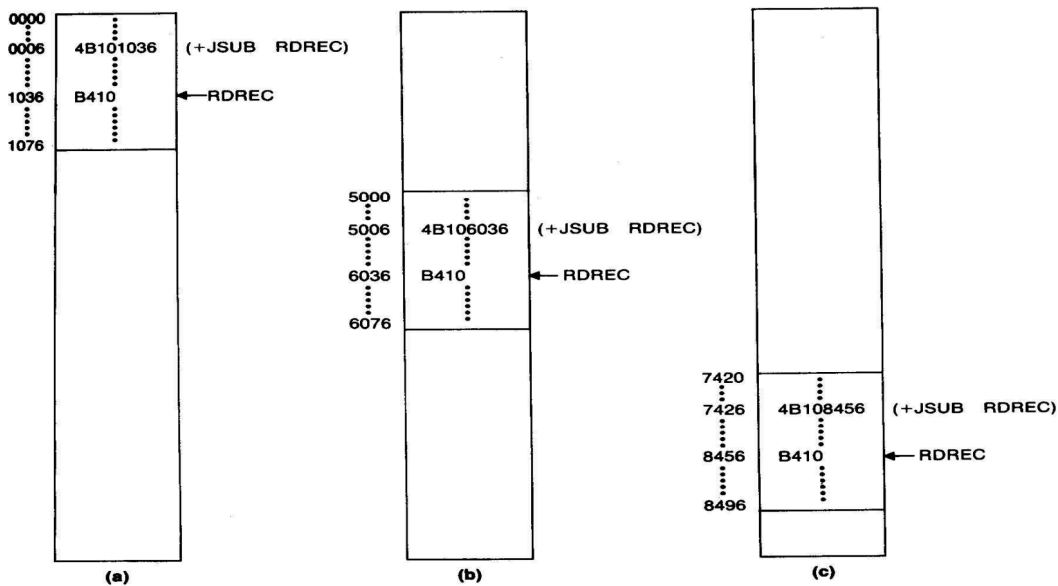 0000
0006 4B101036 (+JSUB RDREC)
1036 B410 RDREC
1076
(a)
5000
5006 4B106036 (+JSUB RDREC)
6036 B410 RDREC
6076
(b)
7420
7426 4B108456 (+JSUB RDREC)
8456 B410 RDREC
8496
(c)